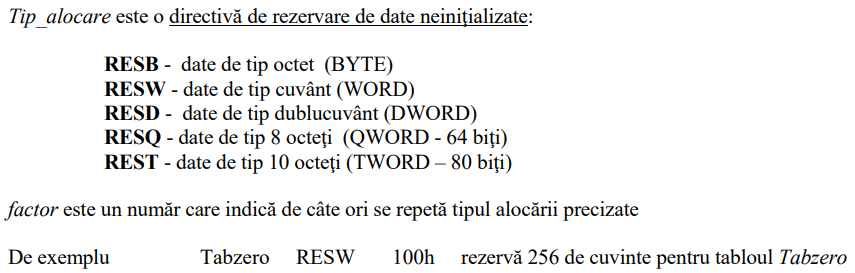 Tip_alocare este o directivă de rezervare de date neiniţializate:
RESB - date de tip octet (BYTE)
RESW - date de tip cuvânt (WORD)
RESD - date de tip dublucuvânt (DWORD)
RESQ - date de tip 8 octeţi (QWORD - 64 biţi)
REST - date de tip 10 octeţi (TWORD – 80 biţi)
factor este un număr care indică de câte ori se repetă tipul alocării precizate
De exemplu Tabzero RESW 100h rezervă 256 de cuvinte pentru tabloul Tabzero